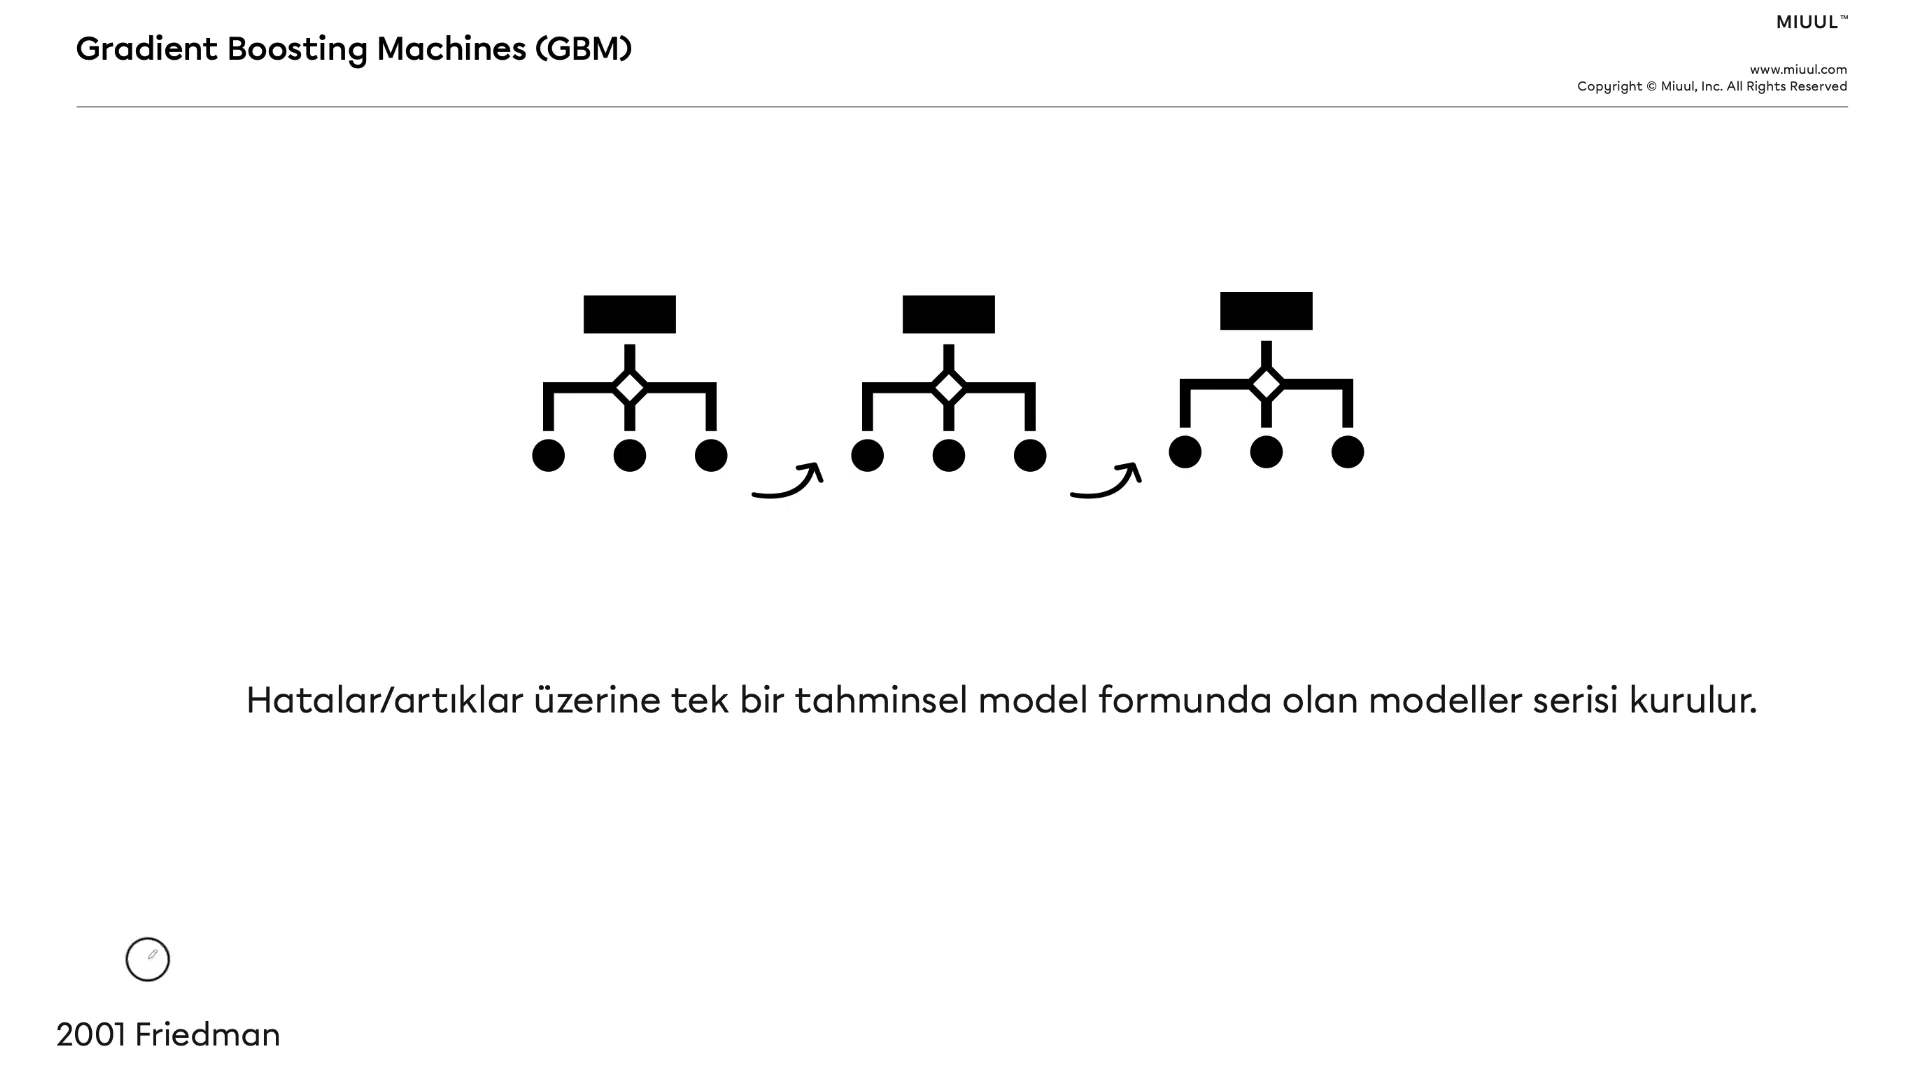 Gradient Boosting Machines (GBM)
MIUUL™
www.miuul.com
Copyright © Miuul, Inc. All Rights Reserved
Hatalar/artıklar üzerine tek bir tahminsel model formunda olan modeller serisi kurulur.
2001 Friedman